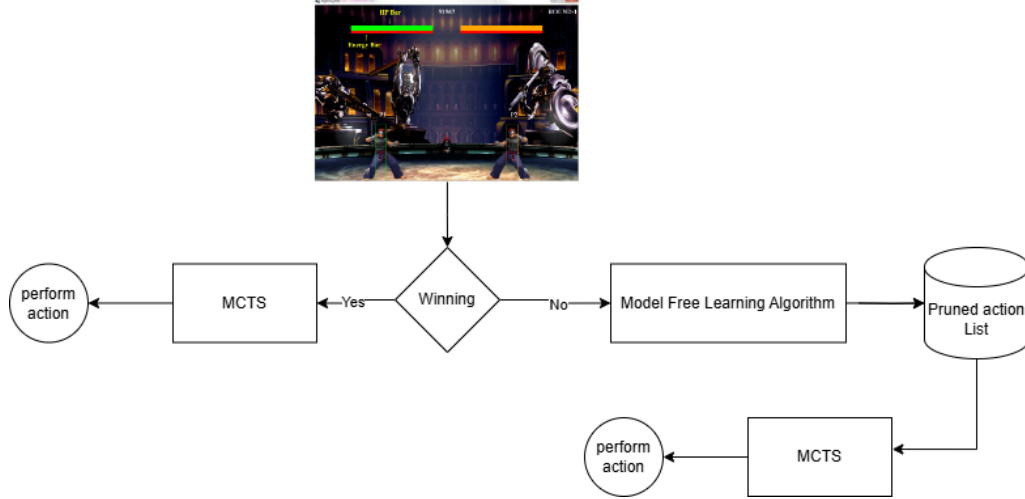 HP Bar
Energy Bar
P2
perform
action
MCTS
Yes
Winning
No
Model Free Learning Algorithm
Pruned action
List
perform
action
MCTS